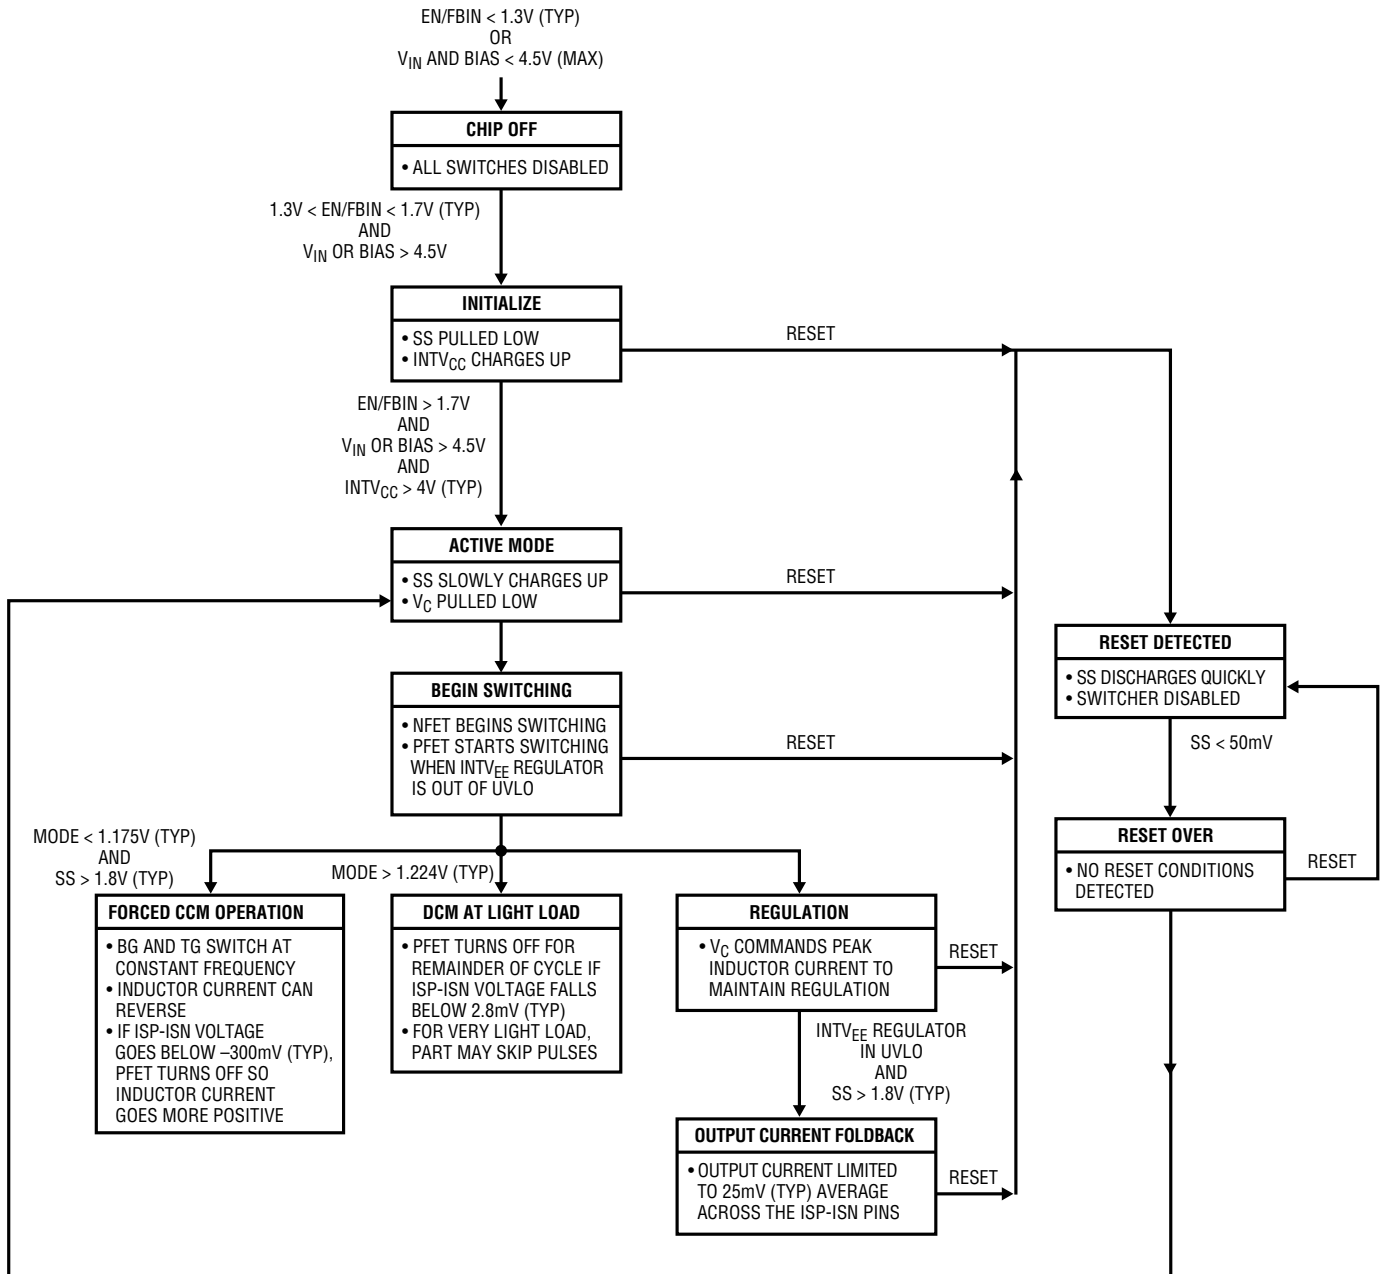 EN/FBIN < 1.3V (TYP)
OR
VIN AND BIAS < 4.5V (MAX)
CHIP OFF
• ALL SWITCHES DISABLED
1.3V < EN/FBIN < 1.7V (TYP)
AND
VIN OR BIAS > 4.5V
INITIALIZE
• SS PULLED LOW
• INTVCC CHARGES UP
RESET
EN/FBIN > 1.7V
AND
VIN OR BIAS > 4.5V
AND
INTVCC > 4V (TYP)
ACTIVE MODE
• SS SLOWLY CHARGES UP
• VC PULLED LOW
RESET
BEGIN SWITCHING
• NFET BEGINS SWITCHING
• PFET STARTS SWITCHING
WHEN INTVEE REGULATOR
IS OUT OF UVLO
RESET
RESET DETECTED
• SS DISCHARGES QUICKLY
• SWITCHER DISABLED
SS < 50mV
RESET OVER
• NO RESET CONDITIONS
DETECTED
RESET
MODE < 1.175V (TYP)
AND
SS > 1.8V (TYP)
MODE > 1.224V (TYP)
FORCED CCM OPERATION
• BG AND TG SWITCH AT
CONSTANT FREQUENCY
• INDUCTOR CURRENT CAN
REVERSE
• IF ISP-ISN VOLTAGE
GOES BELOW –300mV (TYP),
PFET TURNS OFF SO
INDUCTOR CURRENT
GOES MORE POSITIVE
DCM AT LIGHT LOAD
• PFET TURNS OFF FOR
REMAINDER OF CYCLE IF
ISP-ISN VOLTAGE FALLS
BELOW 2.8mV (TYP)
• FOR VERY LIGHT LOAD,
PART MAY SKIP PULSES
REGULATION
• VC COMMANDS PEAK
INDUCTOR CURRENT TO
MAINTAIN REGULATION
RESET
INTVEE REGULATOR
IN UVLO
AND
SS > 1.8V (TYP)
OUTPUT CURRENT FOLDBACK
• OUTPUT CURRENT LIMITED
TO 25mV (TYP) AVERAGE
ACROSS THE ISP-ISN PINS
RESET